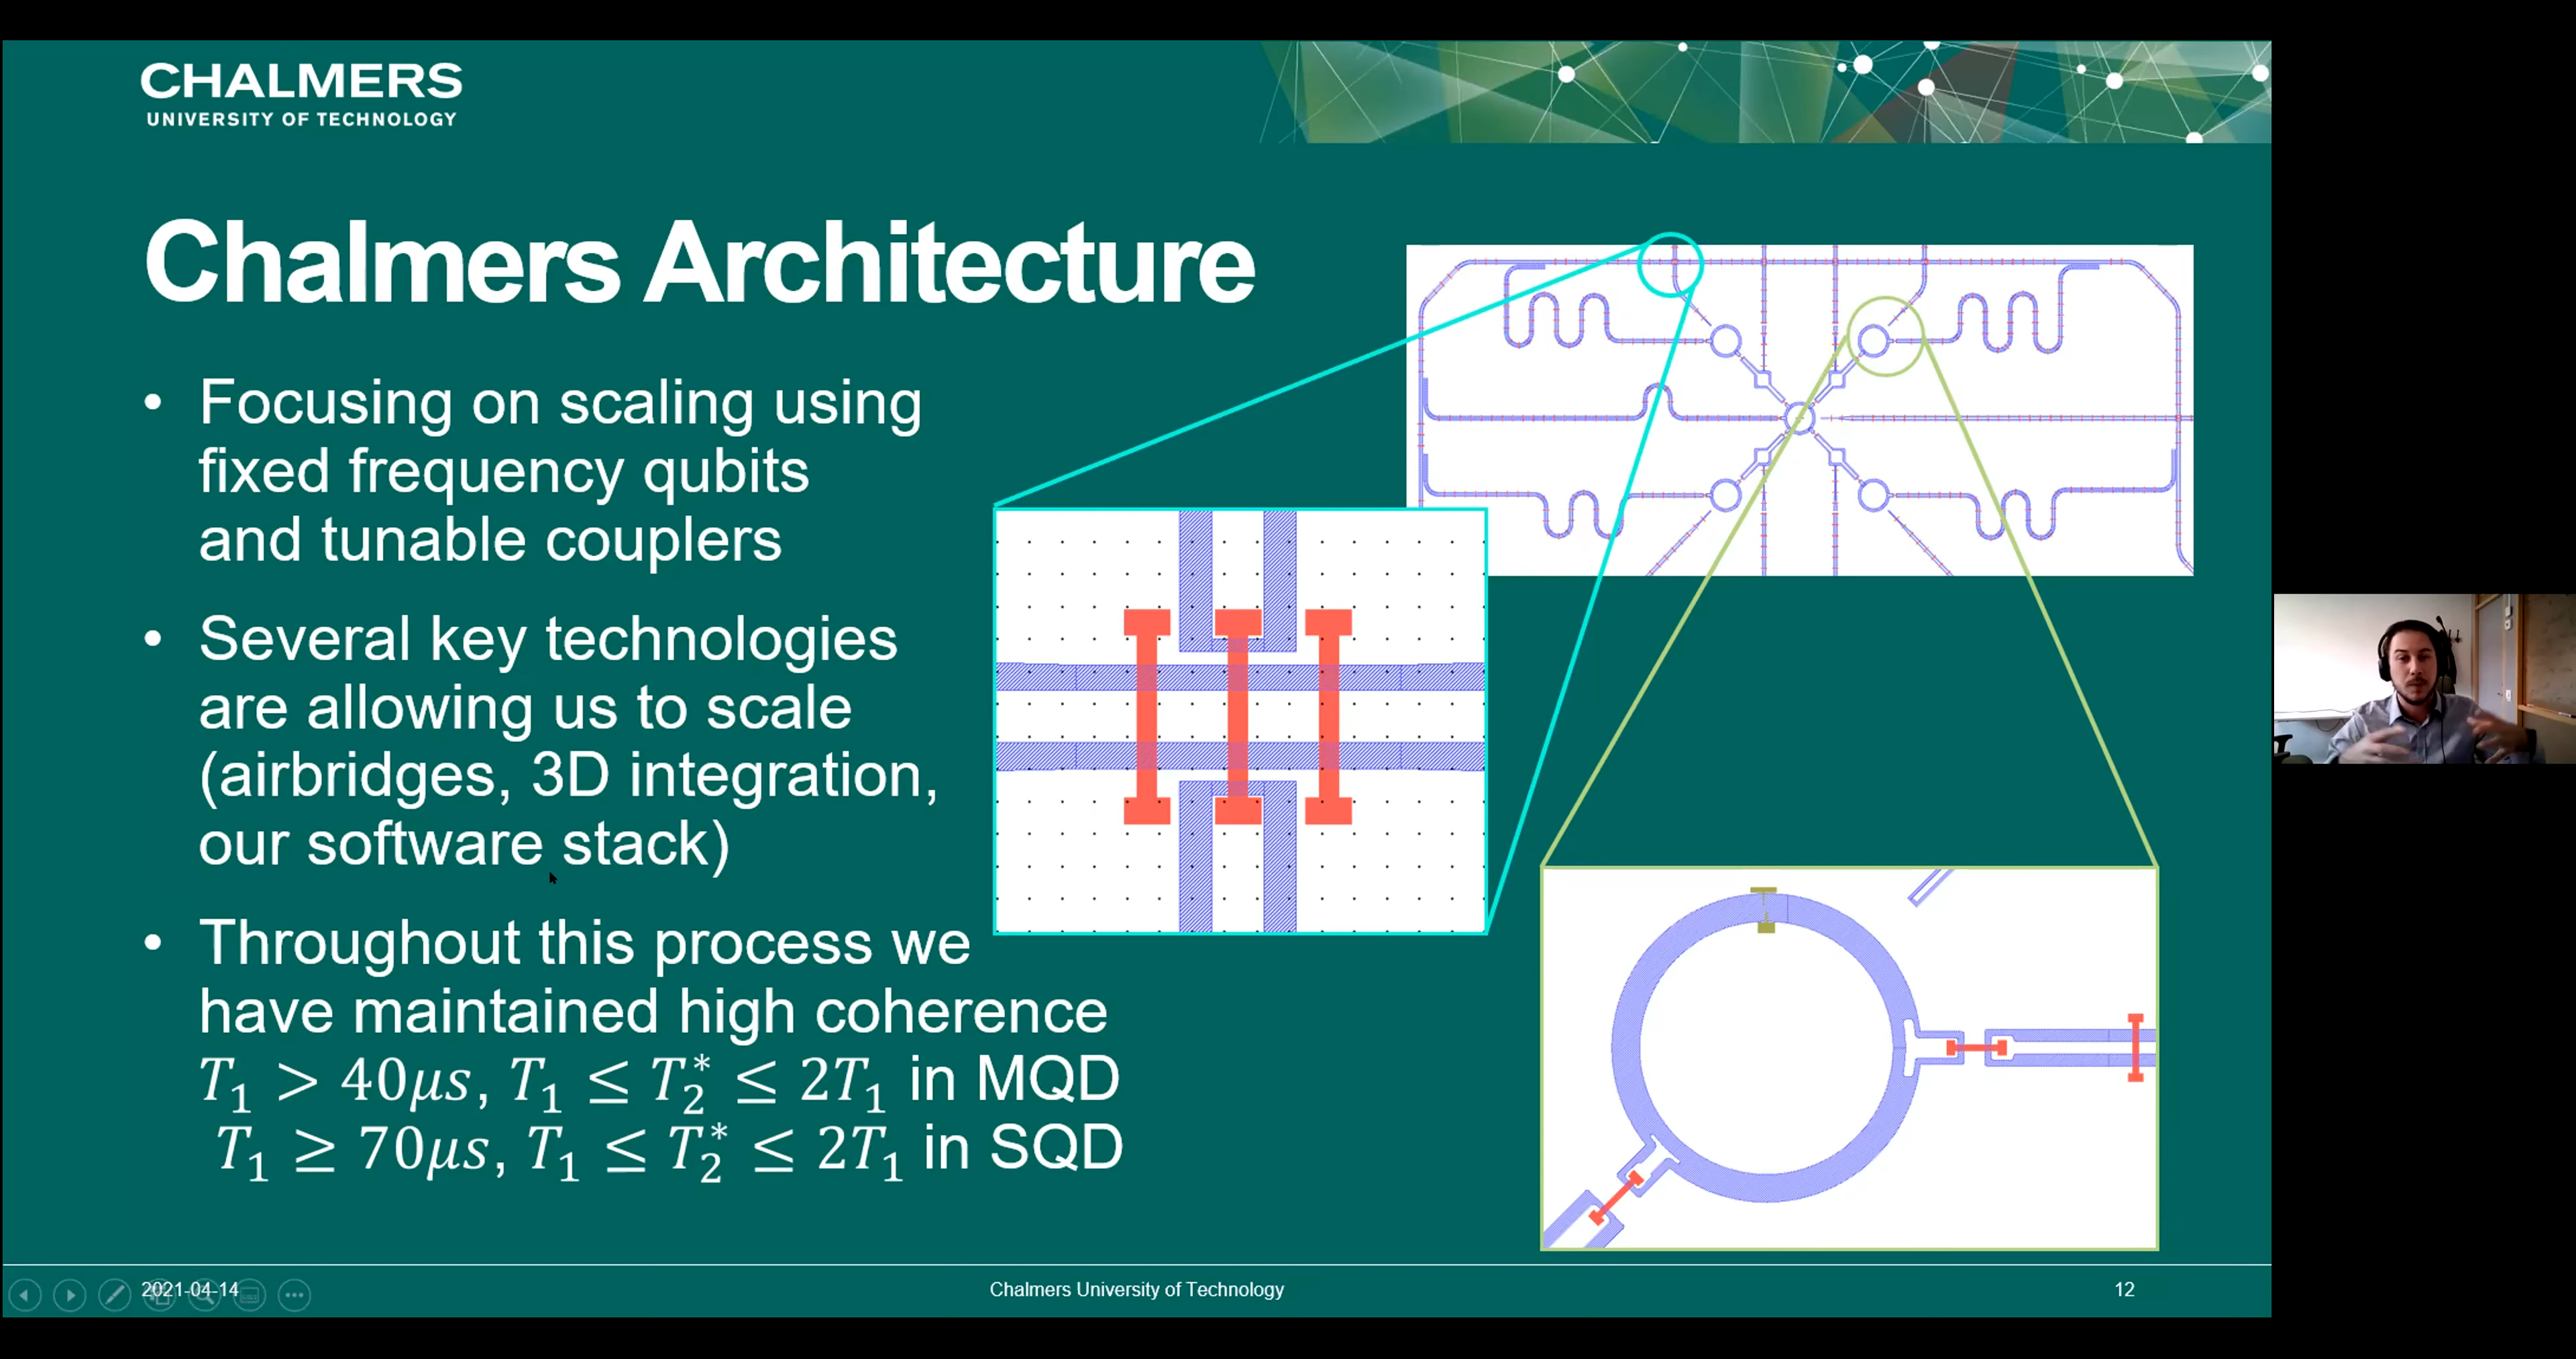 CHALMERS
UNIVERSITY OF TECHNOLOGY
Chalmers Architecture
• Focusing on scaling using
fixed frequency qubits
and tunable couplers
• Several key technologies
are allowing us to scale
(airbridges, 3D integration,
our software stack)
• Throughout this process we
have maintained high coherence
T₁ > 40μs, T₁ ≤ T₂* ≤ 2T₁ in MQD
T₁ ≥ 70μs, T₁ ≤ T₂* ≤ 2T₁ in SQD
2021-04-14
Chalmers University of Technology
12